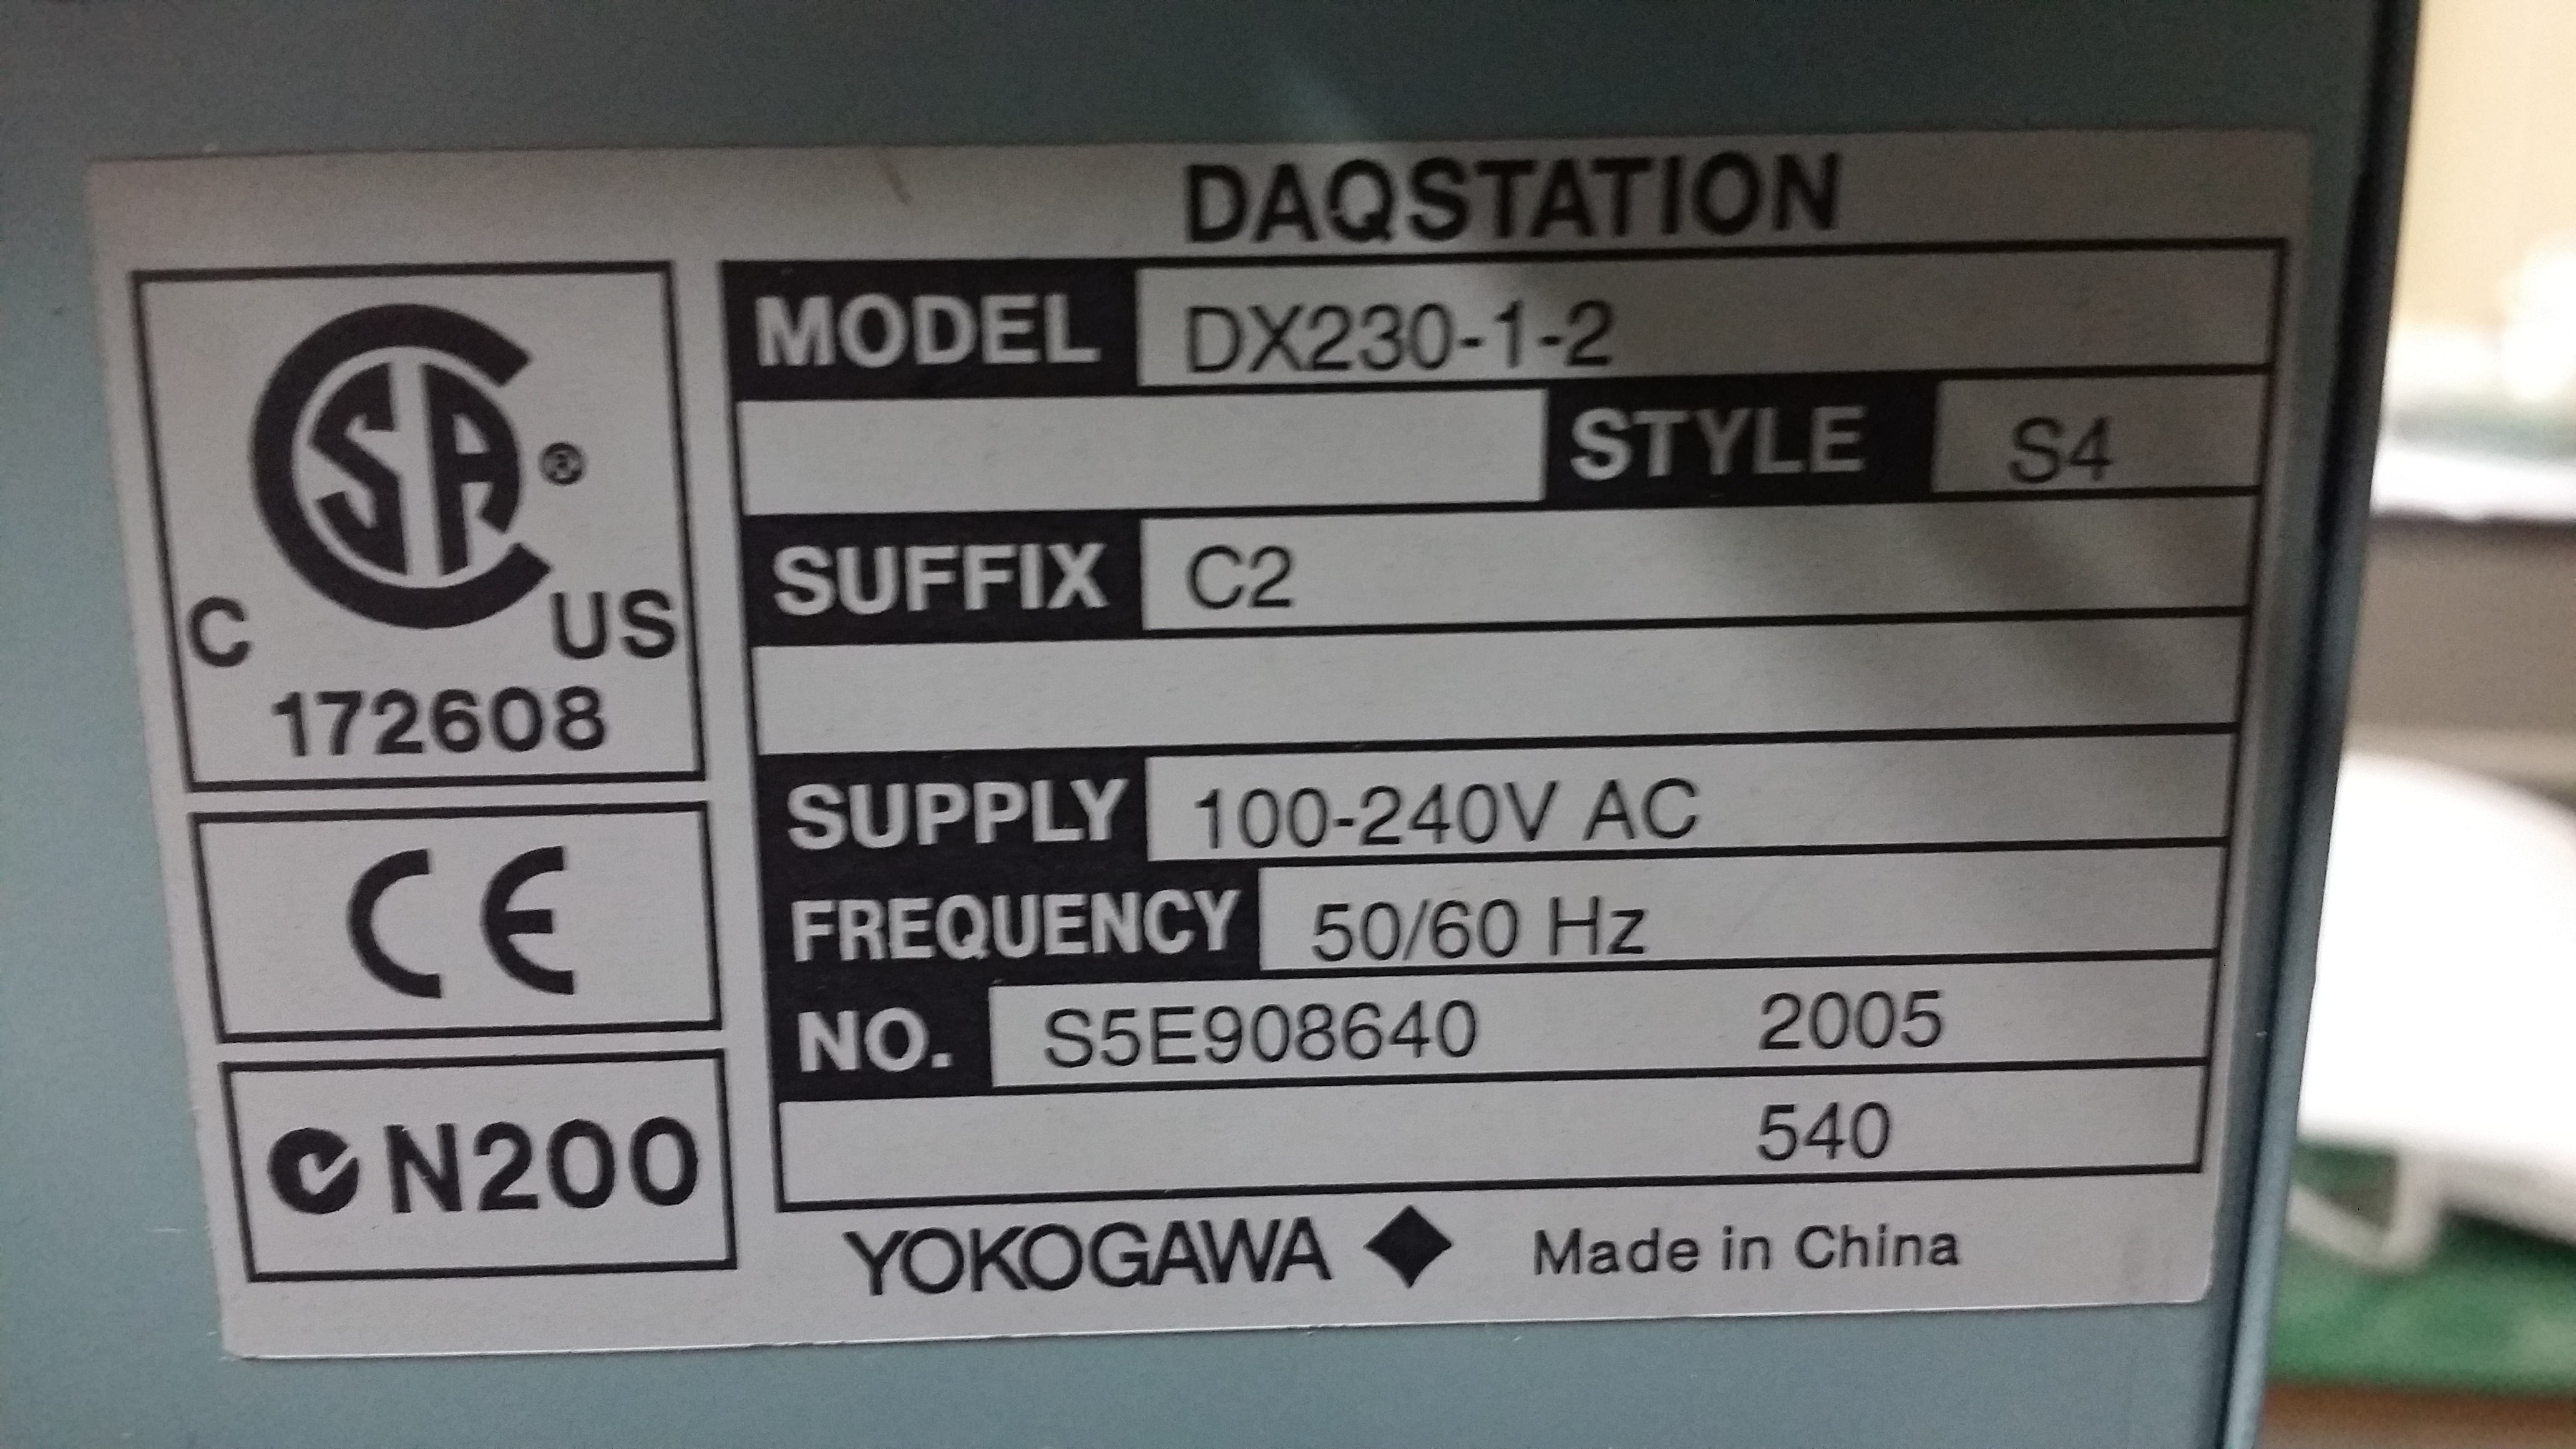 DAQSTATION
MODEL DX230-1-2
STYLE S4
SUFFIX C2
SUPPLY 100-240V AC
FREQUENCY 50/60 Hz
NO. S5E908640 2005
540
YOKOGAWA ◆ Made in China
CSA ®
C US
172608
CE
N200